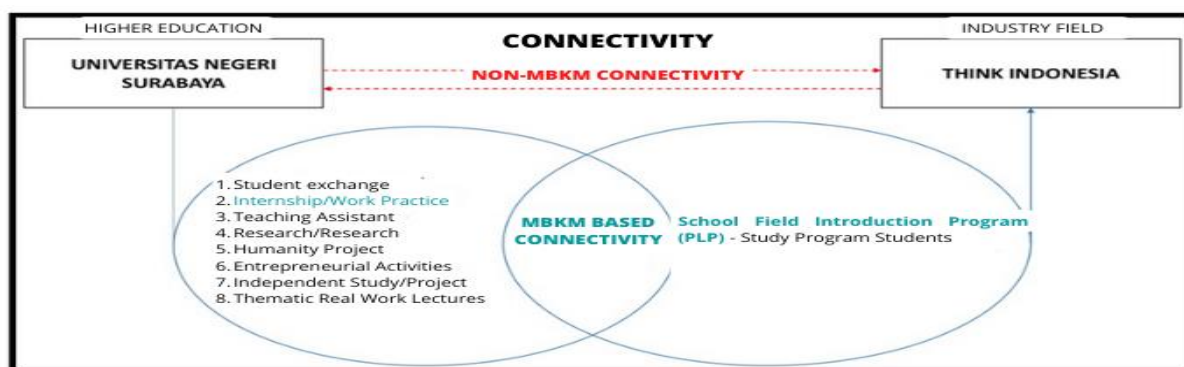 HIGHER EDUCATION
INDUSTRY FIELD
CONNECTIVITY
UNIVERSITAS NEGERI
SURABAYA
NON-MBKM CONNECTIVITY
THINK INDONESIA
1. Student exchange
2. Internship/Work Practice
3. Teaching Assistant
4. Research/Research
5. Humanity Project
6. Entrepreneurial Activities
7. Independent Study/Project
8. Thematic Real Work Lectures
MBKM BASED
CONNECTIVITY
School Field Introduction Program
(PLP) - Study Program Students